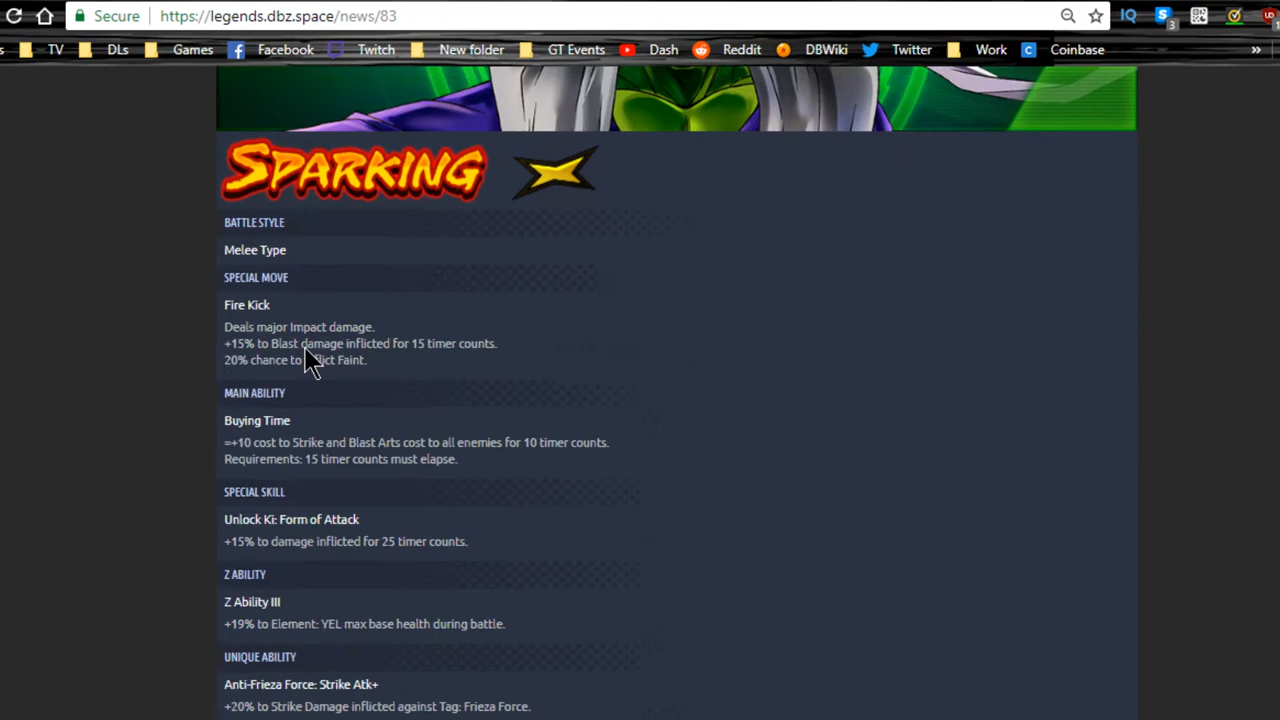 Secure https://legends.dbz.space/news/83
s TV DLs Games Facebook Twitch New folder GT Events Dash Reddit DBWiki Twitter Work Coinbase »
SPARKING
BATTLE STYLE
Melee Type
SPECIAL MOVE
Fire Kick
Deals major Impact damage.
+15% to Blast damage inflicted for 15 timer counts.
20% chance to Faint.
MAIN ABILITY
Buying Time
=+10 cost to Strike and Blast Arts cost to all enemies for 10 timer counts.
Requirements: 15 timer counts must elapse.
SPECIAL SKILL
Unlock Ki: Form of Attack
+15% to damage inflicted for 25 timer counts.
Z ABILITY
Z Ability III
+19% to Element: YEL max base health during battle.
UNIQUE ABILITY
Anti-Frieza Force: Strike Atk+
+20% to Strike Damage inflicted against Tag: Frieza Force.